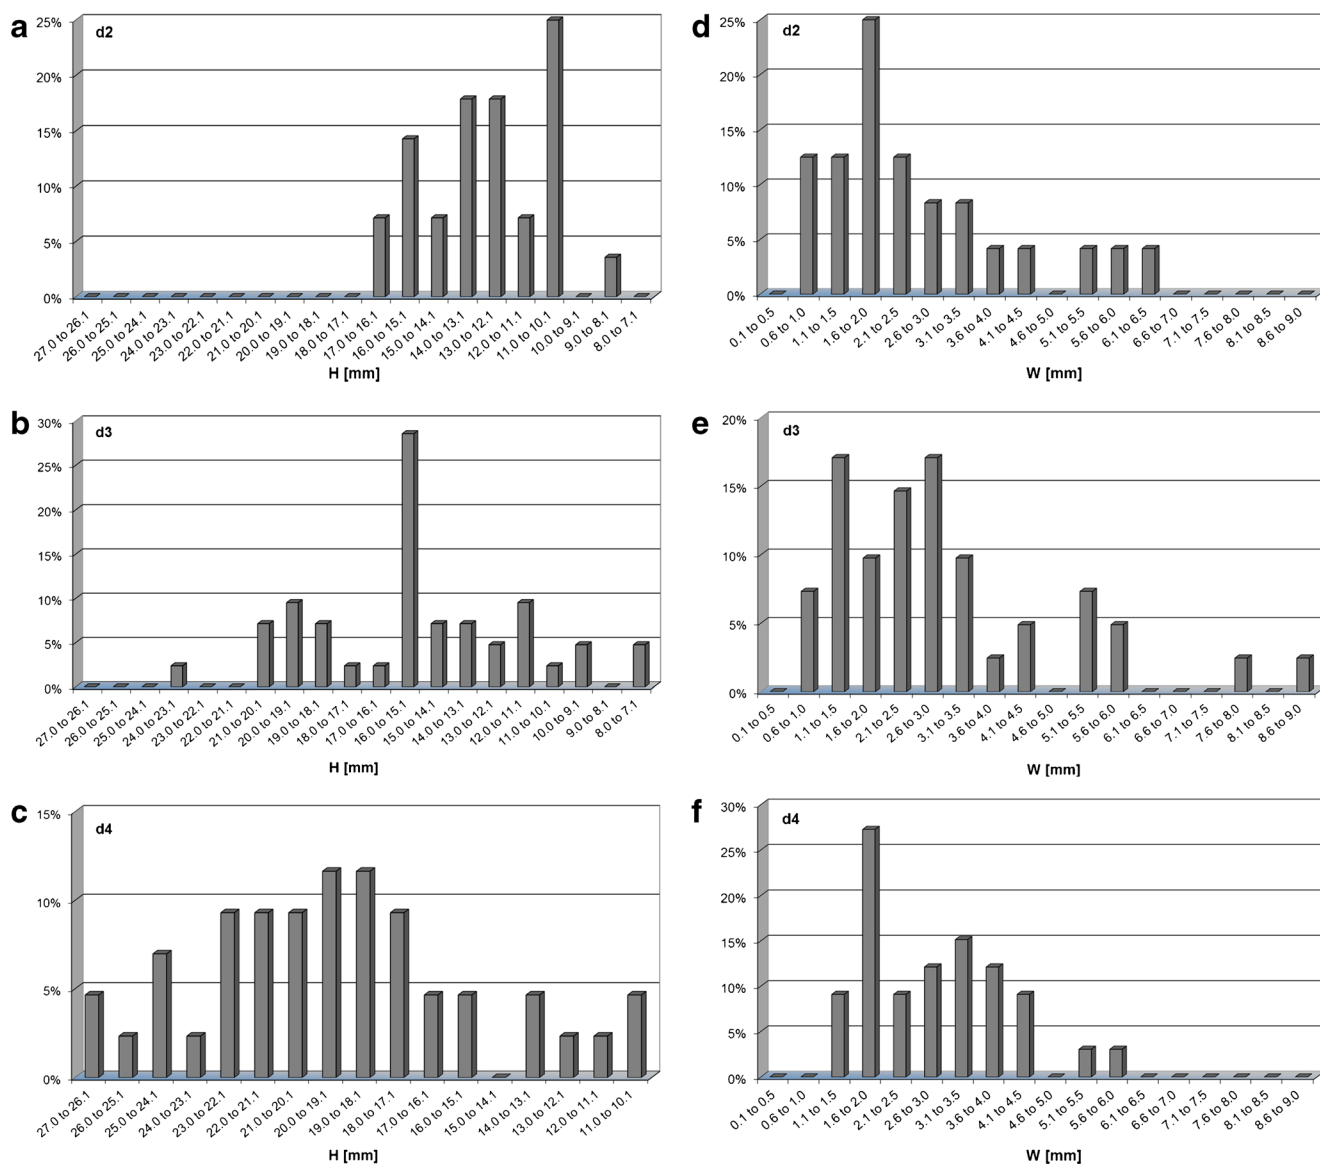 a
d2
25%
20%
15%
10%
5%
0%
27.0 to 26.1
26.0 to 25.1
25.0 to 24.1
24.0 to 23.1
23.0 to 22.1
22.0 to 21.1
21.0 to 20.1
20.0 to 19.1
19.0 to 18.1
18.0 to 17.1
17.0 to 16.1
16.0 to 15.1
15.0 to 14.1
14.0 to 13.1
13.0 to 12.1
12.0 to 11.1
11.0 to 10.1
10.0 to 9.1
9.0 to 8.1
8.0 to 7.1
H [mm]
d
d2
25%
20%
15%
10%
5%
0%
0.1 to 0.5
0.6 to 1.0
1.1 to 1.5
1.6 to 2.0
2.1 to 2.5
2.6 to 3.0
3.1 to 3.5
3.6 to 4.0
4.1 to 4.5
4.6 to 5.0
5.1 to 5.5
5.6 to 6.0
6.1 to 6.5
6.6 to 7.0
7.1 to 7.5
7.6 to 8.0
8.1 to 8.5
8.6 to 9.0
W [mm]
b
d3
30%
25%
20%
15%
10%
5%
0%
27.0 to 26.1
26.0 to 25.1
25.0 to 24.1
24.0 to 23.1
23.0 to 22.1
22.0 to 21.1
21.0 to 20.1
20.0 to 19.1
19.0 to 18.1
18.0 to 17.1
17.0 to 16.1
16.0 to 15.1
15.0 to 14.1
14.0 to 13.1
13.0 to 12.1
12.0 to 11.1
11.0 to 10.1
10.0 to 9.1
9.0 to 8.1
8.0 to 7.1
H [mm]
e
d3
20%
15%
10%
5%
0%
0.1 to 0.5
0.6 to 1.0
1.1 to 1.5
1.6 to 2.0
2.1 to 2.5
2.6 to 3.0
3.1 to 3.5
3.6 to 4.0
4.1 to 4.5
4.6 to 5.0
5.1 to 5.5
5.6 to 6.0
6.1 to 6.5
6.6 to 7.0
7.1 to 7.5
7.6 to 8.0
8.1 to 8.5
8.6 to 9.0
W [mm]
c
d4
15%
10%
5%
0%
27.0 to 26.1
26.0 to 25.1
25.0 to 24.1
24.0 to 23.1
23.0 to 22.1
22.0 to 21.1
21.0 to 20.1
20.0 to 19.1
19.0 to 18.1
18.0 to 17.1
17.0 to 16.1
16.0 to 15.1
15.0 to 14.1
14.0 to 13.1
13.0 to 12.1
12.0 to 11.1
11.0 to 10.1
H [mm]
f
d4
30%
25%
20%
15%
10%
5%
0%
0.1 to 0.5
0.6 to 1.0
1.1 to 1.5
1.6 to 2.0
2.1 to 2.5
2.6 to 3.0
3.1 to 3.5
3.6 to 4.0
4.1 to 4.5
4.6 to 5.0
5.1 to 5.5
5.6 to 6.0
6.1 to 6.5
6.6 to 7.0
7.1 to 7.5
7.6 to 8.0
8.1 to 8.5
8.6 to 9.0
W [mm]